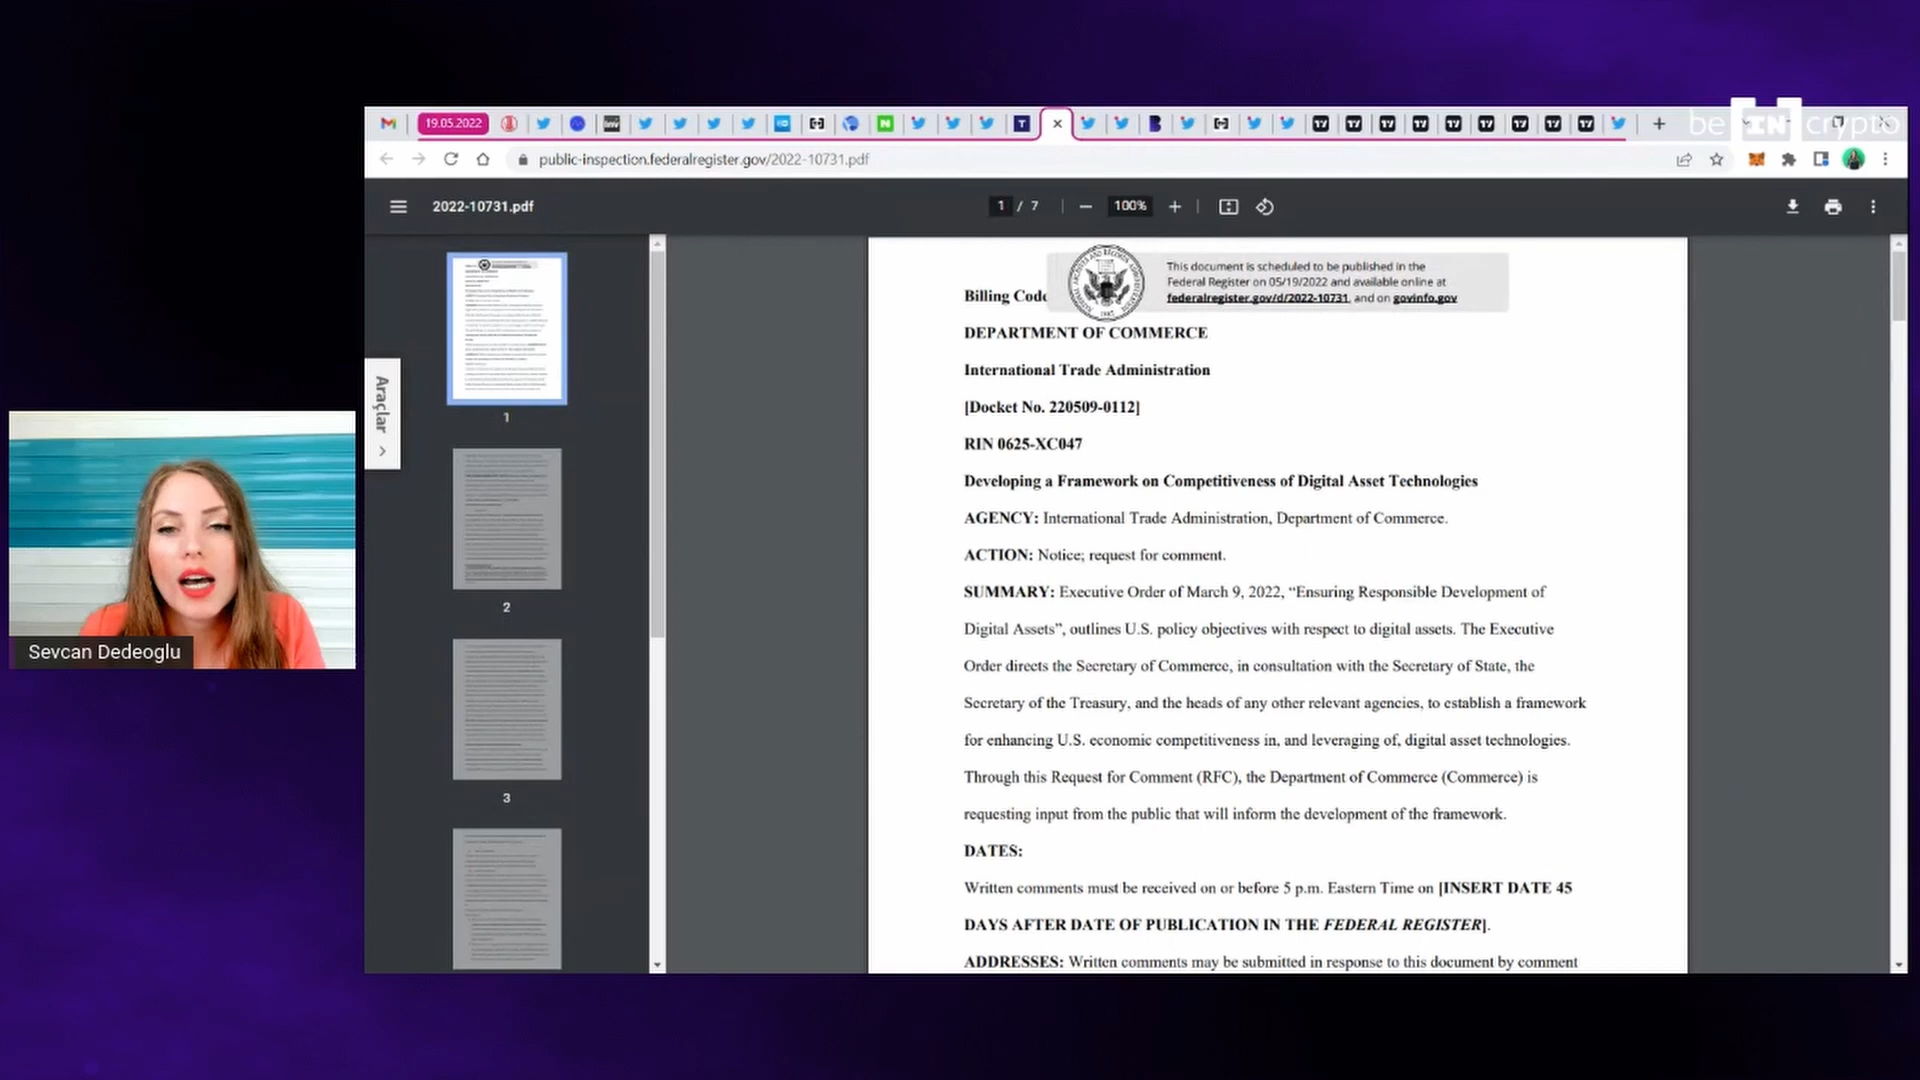 19.05.2022
be IN crypto
public-inspection.federalregister.gov/2022-10731.pdf
2022-10731.pdf
1 / 7
100%
This document is scheduled to be published in the
Federal Register on 05/19/2022 and available online at
federalregister.gov/d/2022-10731, and on govinfo.gov
Billing Code
DEPARTMENT OF COMMERCE
International Trade Administration
[Docket No. 220509-0112]
RIN 0625-XC047
Developing a Framework on Competitiveness of Digital Asset Technologies
AGENCY: International Trade Administration, Department of Commerce.
ACTION: Notice; request for comment.
SUMMARY: Executive Order of March 9, 2022, “Ensuring Responsible Development of
Digital Assets”, outlines U.S. policy objectives with respect to digital assets. The Executive
Order directs the Secretary of Commerce, in consultation with the Secretary of State, the
Secretary of the Treasury, and the heads of any other relevant agencies, to establish a framework
for enhancing U.S. economic competitiveness in, and leveraging of, digital asset technologies.
Through this Request for Comment (RFC), the Department of Commerce (Commerce) is
requesting input from the public that will inform the development of the framework.
DATES:
Written comments must be received on or before 5 p.m. Eastern Time on [INSERT DATE 45
DAYS AFTER DATE OF PUBLICATION IN THE FEDERAL REGISTER].
ADDRESSES: Written comments may be submitted in response to this document by comment
Araçlar
1
2
3
Sevcan Dedeoglu